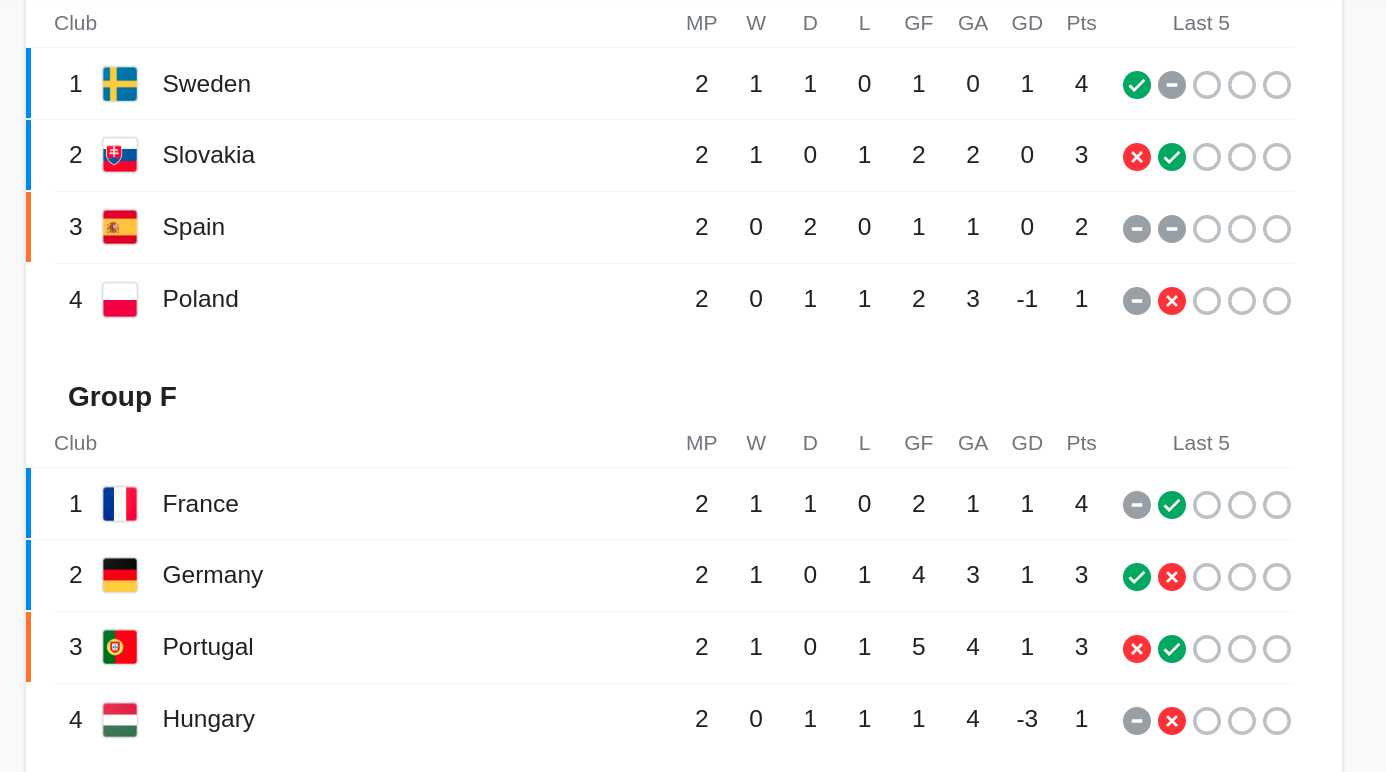 Club MP W D L GF GA GD Pts Last 5
1 Sweden 2 1 1 0 1 0 1 4
2 Slovakia 2 1 0 1 2 2 0 3
3 Spain 2 0 2 0 1 1 0 2
4 Poland 2 0 1 1 2 3 -1 1
Group F
Club MP W D L GF GA GD Pts Last 5
1 France 2 1 1 0 2 1 1 4
2 Germany 2 1 0 1 4 3 1 3
3 Portugal 2 1 0 1 5 4 1 3
4 Hungary 2 0 1 1 1 4 -3 1